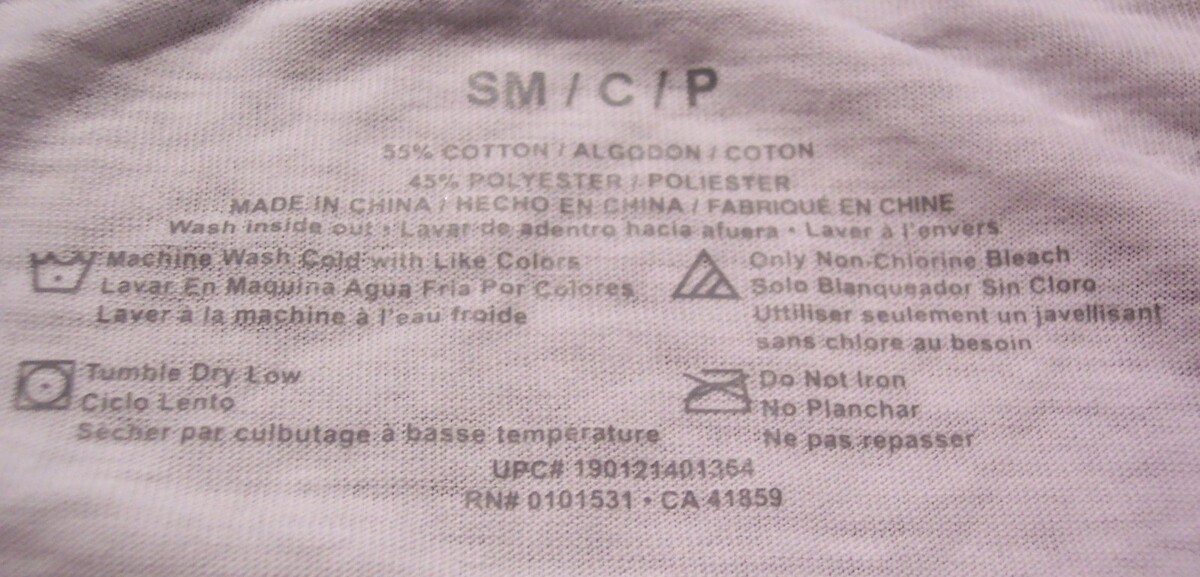 SM / C / P
55% COTTON / ALGODON / COTON
45% POLYESTER / POLIESTER
MADE IN CHINA / HECHO EN CHINA / FABRIQUÉ EN CHINE
Wash inside out • Lavar de adentro hacia afuera • Laver à l'envers
Machine Wash Cold with Like Colors
Lavar En Maquina Agua Fria Por Colores
Laver à la machine à l'eau froide
Only Non-Chlorine Bleach
Solo Blanqueador Sin Cloro
Uttiliser seulement un javellisant
sans chlore au besoin
Tumble Dry Low
Ciclo Lento
Sécher par culbutage à basse température
Do Not Iron
No Planchar
Ne pas repasser
UPC# 190121401364
RN# 0101531 • CA 41859